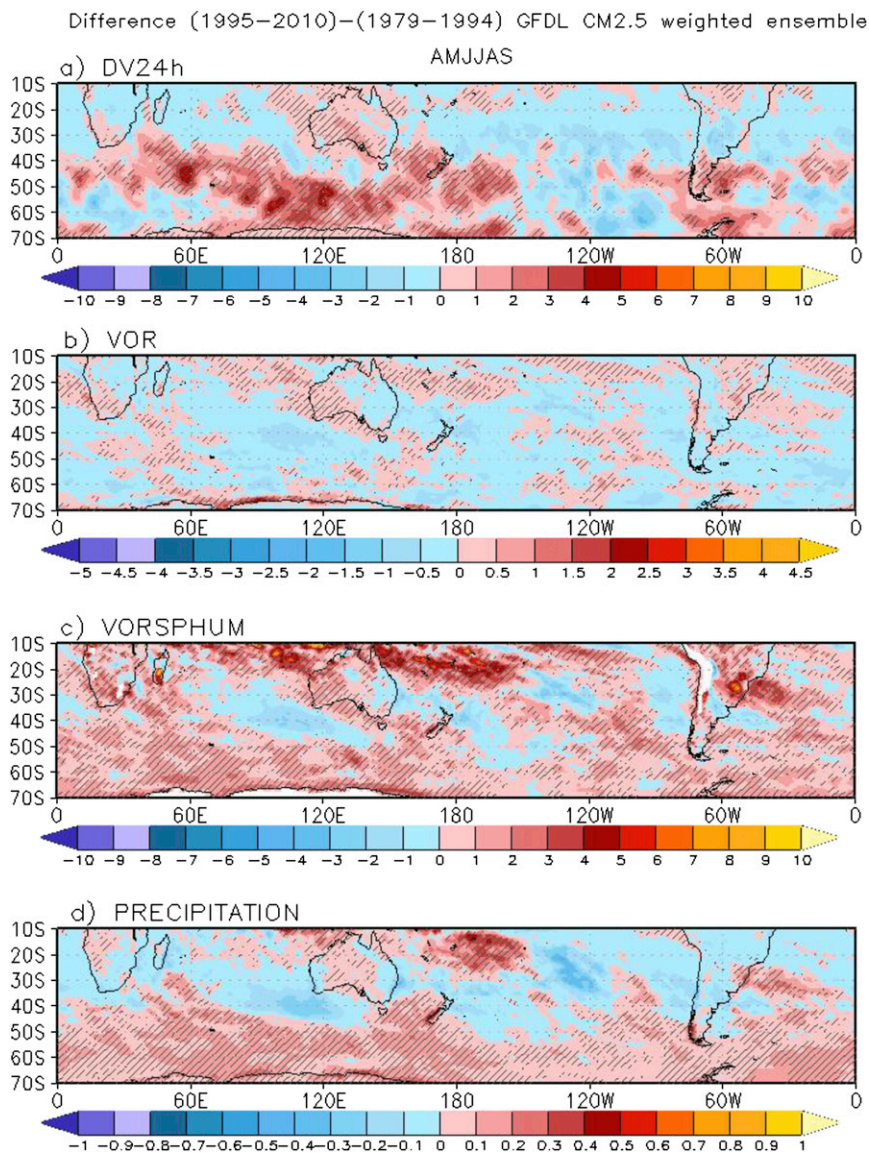 Difference (1995−2010)−(1979−1994) GFDL CM2.5 weighted ensemble
AMJJAS
a) DV24h
10S
20S
30S
40S
50S
60S
70S
0 60E 120E 180 120W 60W 0
−10 −9 −8 −7 −6 −5 −4 −3 −2 −1 0 1 2 3 4 5 6 7 8 9 10
b) VOR
10S
20S
30S
40S
50S
60S
70S
0 60E 120E 180 120W 60W 0
−5 −4.5 −4 −3.5 −3 −2.5 −2 −1.5 −1 −0.5 0 0.5 1 1.5 2 2.5 3 3.5 4 4.5
c) VORSPHUM
10S
20S
30S
40S
50S
60S
70S
0 60E 120E 180 120W 60W 0
−10 −9 −8 −7 −6 −5 −4 −3 −2 −1 0 1 2 3 4 5 6 7 8 9 10
d) PRECIPITATION
10S
20S
30S
40S
50S
60S
70S
0 60E 120E 180 120W 60W 0
−1 −0.9−0.8−0.7−0.6−0.5−0.4−0.3−0.2−0.1 0 0.1 0.2 0.3 0.4 0.5 0.6 0.7 0.8 0.9 1